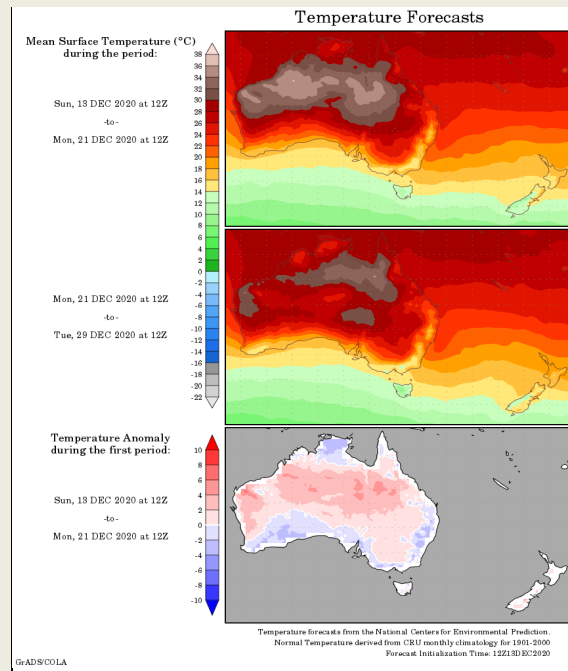 Temperature Forecasts
Mean Surface Temperature (°C)
during the period:
Sun, 13 DEC 2020 at 12Z
-to-
Mon, 21 DEC 2020 at 12Z
38
36
34
32
30
28
26
24
22
20
18
16
14
12
10
8
6
4
2
0
-2
-4
-6
-8
-10
-12
-14
-16
-18
-20
-22
Mon, 21 DEC 2020 at 12Z
-to-
Tue, 29 DEC 2020 at 12Z
Temperature Anomaly
during the first period:
Sun, 13 DEC 2020 at 12Z
-to-
Mon, 21 DEC 2020 at 12Z
10
8
6
4
2
0
-2
-4
-6
-8
-10
Temperature forecasts from the National Centers for Environmental Prediction.
Normal Temperature derived from CRU monthly climatology for 1901-2000
Forecast Initialization Time: 12Z13DEC2020
GrADS/COLA